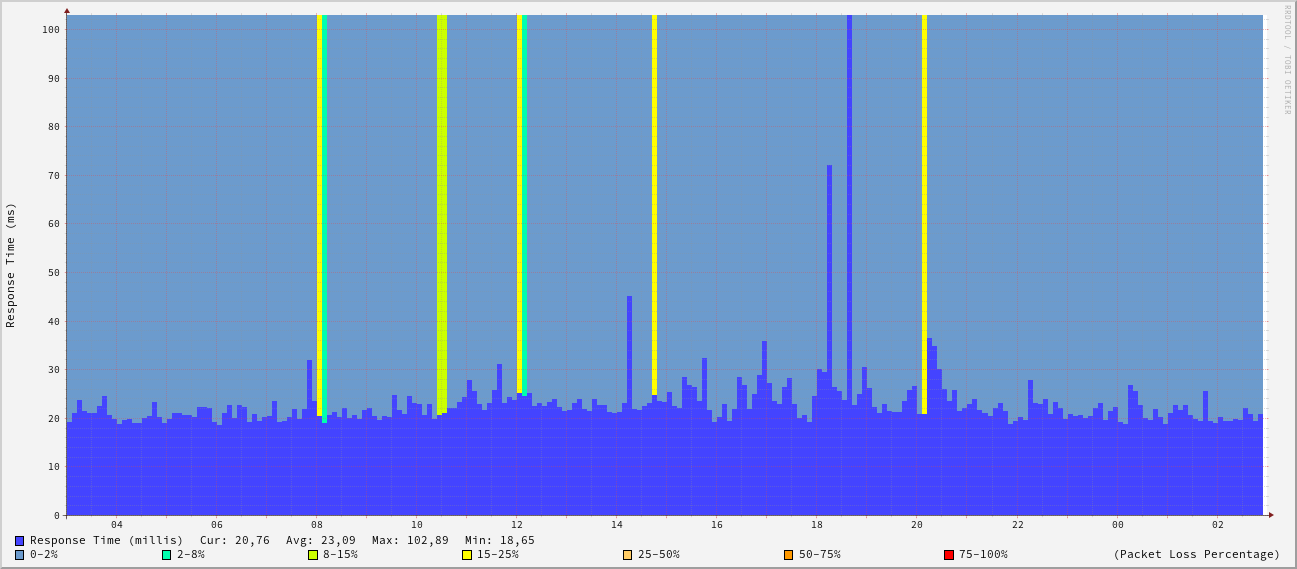 RRDTOOL / TOBI OETIKER
Response Time (ms)
100
90
80
70
60
50
40
30
20
10
0
04 06 08 10 12 14 16 18 20 22 00 02
Response Time (millis) Cur: 20,76 Avg: 23,09 Max: 102,89 Min: 18,65
0-2% 2-8% 8-15% 15-25% 25-50% 50-75% 75-100% (Packet Loss Percentage)